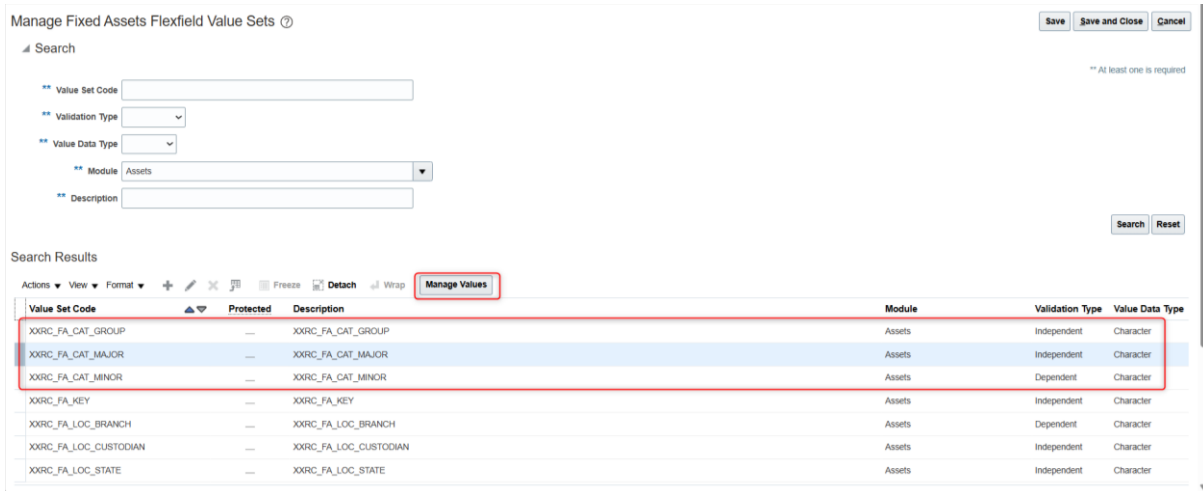 Manage Fixed Assets Flexfield Value Sets ? Save Save and Close Cancel
Search
** At least one is required
** Value Set Code
** Validation Type
** Value Data Type
** Module Assets
** Description
Search Reset
Search Results
Actions View Format Freeze Detach Wrap Manage Values
Value Set Code Protected Description Module Validation Type Value Data Type
XXRC_FA_CAT_GROUP XXRC_FA_CAT_GROUP Assets Independent Character
XXRC_FA_CAT_MAJOR XXRC_FA_CAT_MAJOR Assets Independent Character
XXRC_FA_CAT_MINOR XXRC_FA_CAT_MINOR Assets Dependent Character
XXRC_FA_KEY XXRC_FA_KEY Assets Independent Character
XXRC_FA_LOC_BRANCH XXRC_FA_LOC_BRANCH Assets Dependent Character
XXRC_FA_LOC_CUSTODIAN XXRC_FA_LOC_CUSTODIAN Assets Independent Character
XXRC_FA_LOC_STATE XXRC_FA_LOC_STATE Assets Independent Character